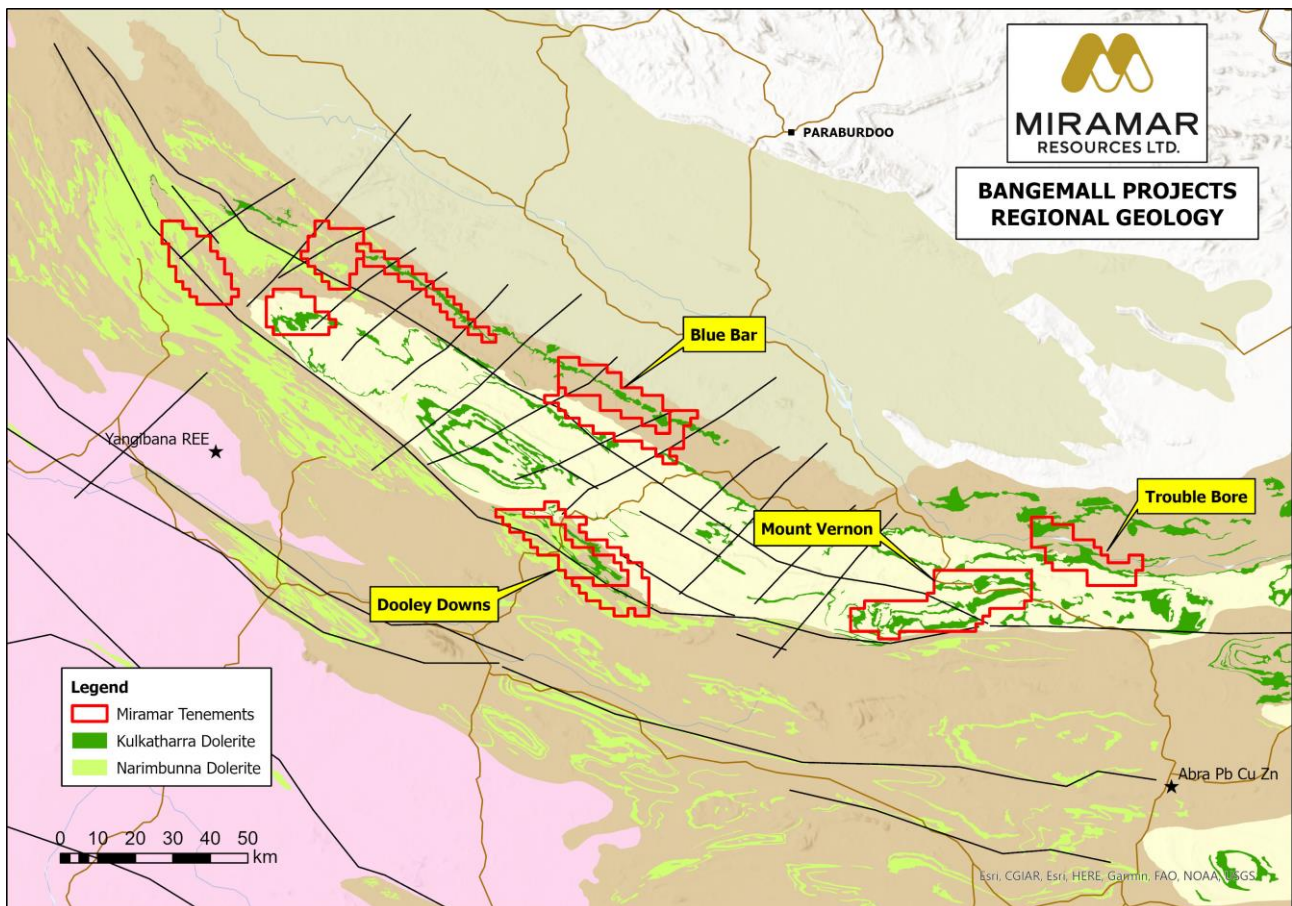 MIRAMAR
RESOURCES LTD.
BANGEMALL PROJECTS
REGIONAL GEOLOGY
PARABURDOO
Blue Bar
Yangibana REE
Trouble Bore
Mount Vernon
Dooley Downs
Legend
Miramar Tenements
Kulkatharra Dolerite
Narimbunna Dolerite
Abra Pb Cu Zn
0 10 20 30 40 50
km
Esri, CGIAR, Esri, HERE, Garmin, FAO, NOAA, USGS